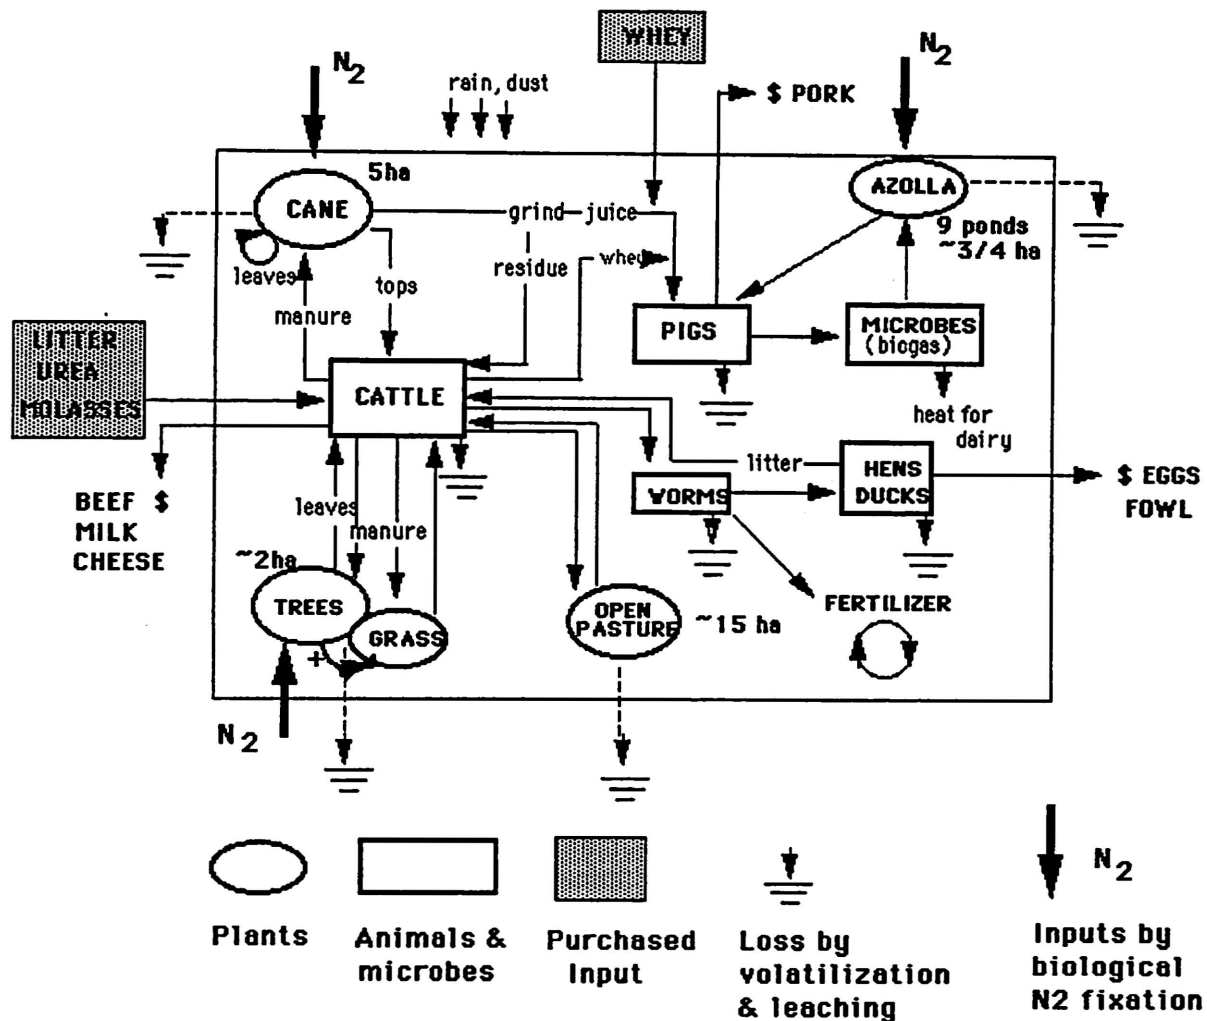 WHEY
N2
N2
rain, dust
$ PORK
5ha
CANE
AZOLLA
grind juice
9 ponds
~3/4 ha
leaves
residue
whey
tops
manure
PIGS
MICROBES
(biogas)
LITTER
UREA
MOLASSES
CATTLE
heat for
dairy
litter
HENS
DUCKS
$ EGGS
FOWL
BEEF $
MILK
CHEESE
leaves
WORMS
manure
~2ha
TREES
GRASS
+
OPEN
PASTURE
~15 ha
FERTILIZER
N2
N2
Plants
Animals &
microbes
Purchased
Input
Loss by
volatilization
& leaching
Inputs by
biological
N2 fixation